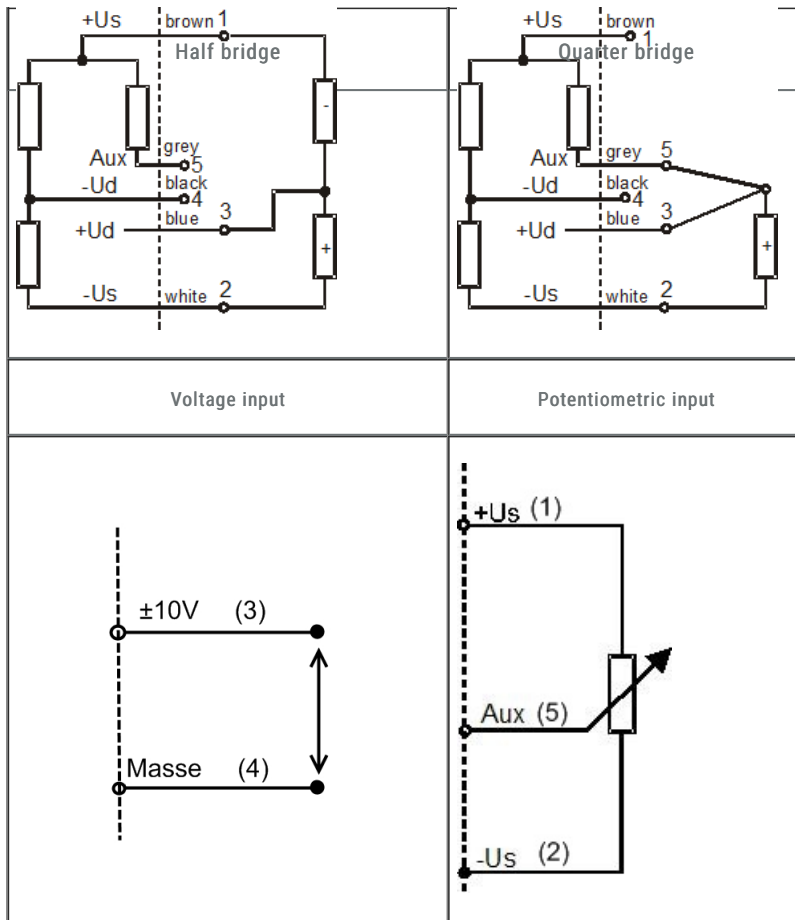 +Us brown 1
Half bridge
-
Aux grey 5
-Ud black 4
+Ud blue 3
+
-Us white 2
+Us brown 1
Quarter bridge
Aux grey 5
-Ud black 4
+Ud blue 3
+
-Us white 2
Voltage input
Potentiometric input
±10V (3)
Masse (4)
+Us (1)
Aux (5)
-Us (2)